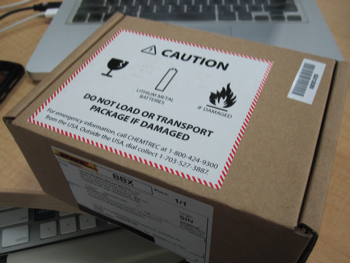 CAUTION
LITHIUM METAL
BATTERIES
IF DAMAGED
DO NOT LOAD OR TRANSPORT
PACKAGE IF DAMAGED
For emergency information, call CHEMTREC at 1-800-424-9300
from the USA. Outside the USA, dial collect 1-703-527-3887
BBX
1/1